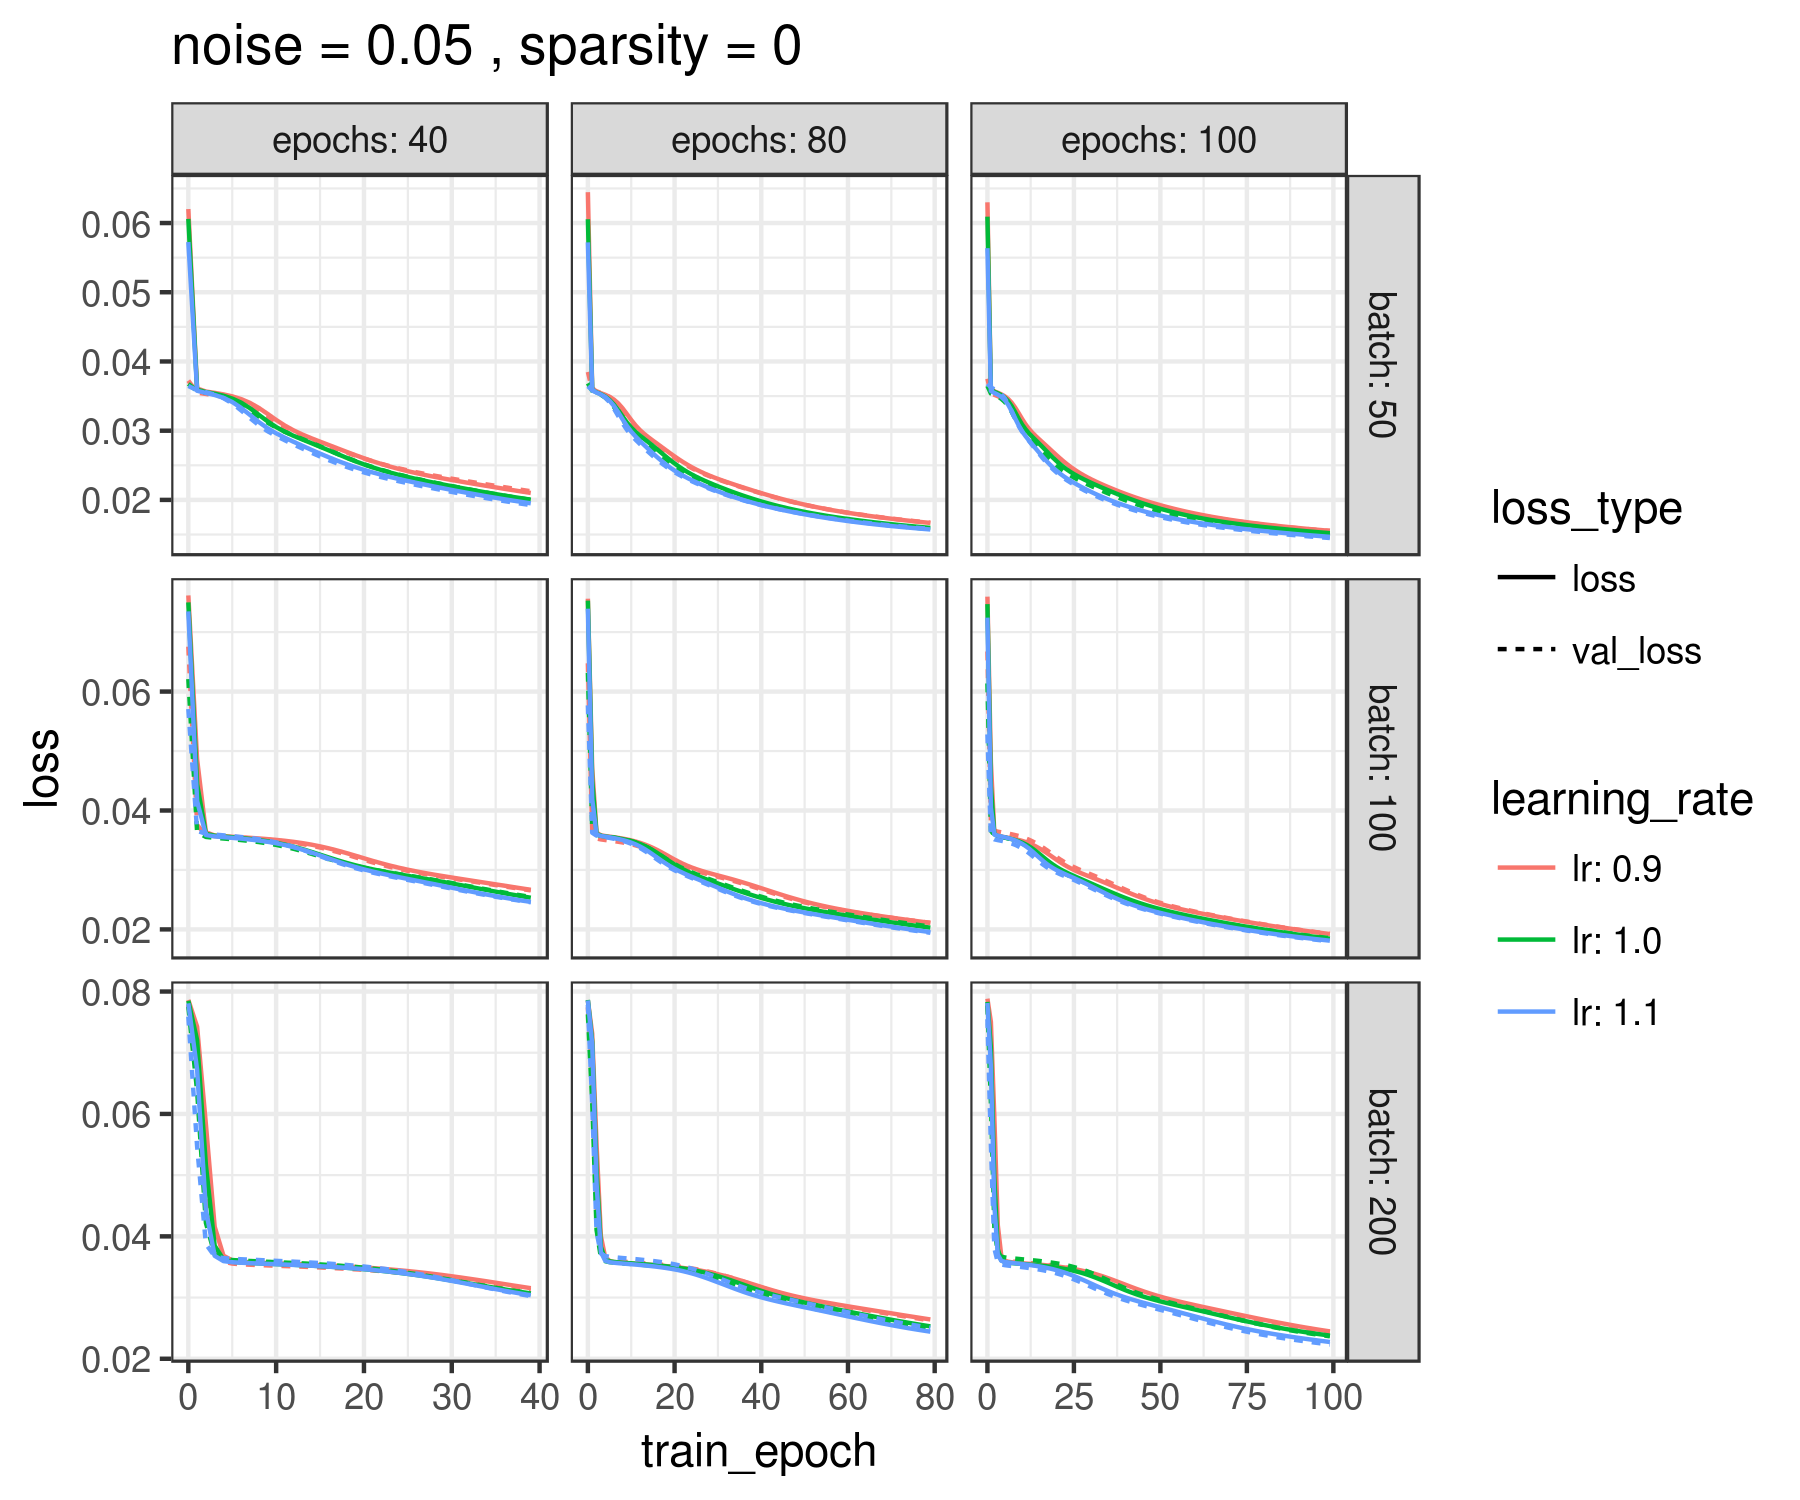 noise = 0.05 , sparsity = 0
epochs: 40
epochs: 80
epochs: 100
0.06
0.05
0.04
0.03
0.02
batch: 50
0.06
0.04
0.02
batch: 100
0.08
0.06
0.04
0.02
batch: 200
loss
0 10 20 30 40
0 20 40 60 80
0 25 50 75 100
train_epoch
loss_type
loss
val_loss
learning_rate
lr: 0.9
lr: 1.0
lr: 1.1